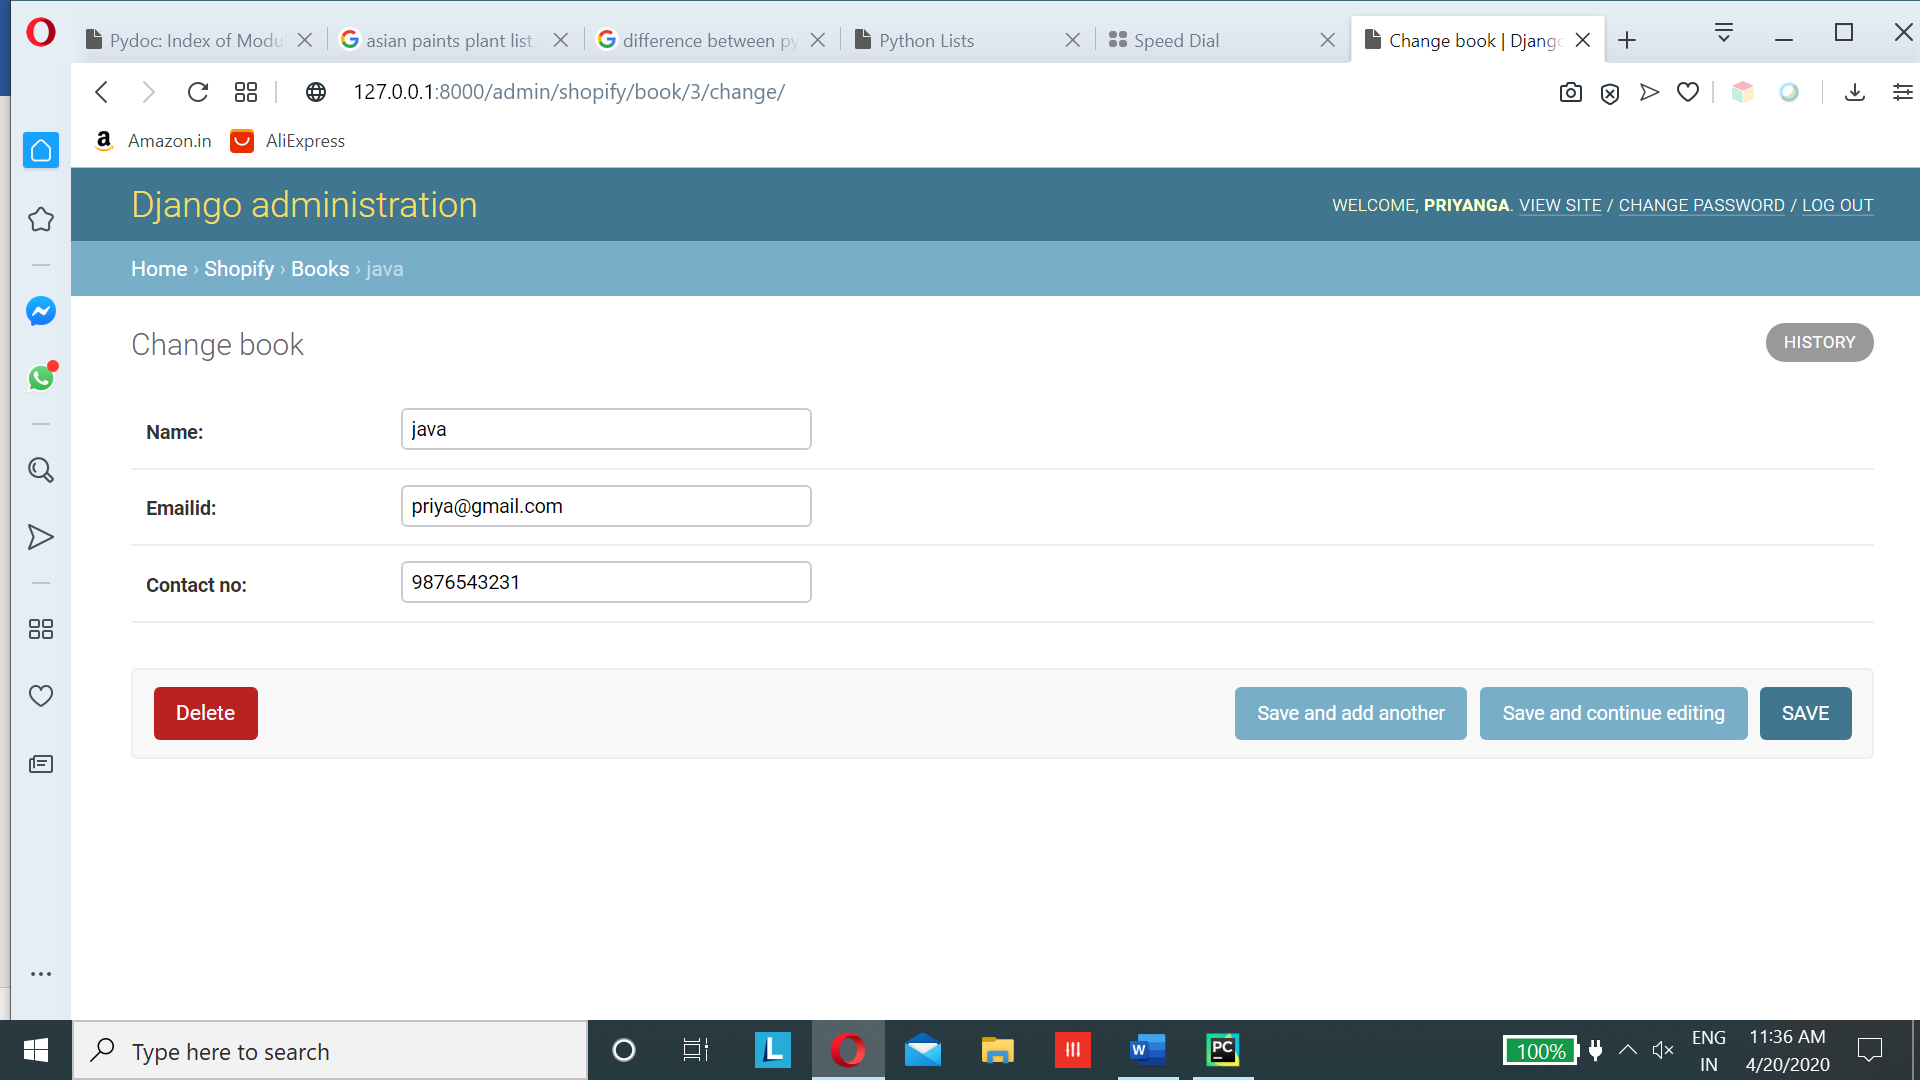 Pydoc: Index of Modu
asian paints plant list
difference between py
Python Lists
Speed Dial
Change book | Django
127.0.0.1:8000/admin/shopify/book/3/change/
Amazon.in
AliExpress
Django administration
WELCOME, PRIYANGA. VIEW SITE / CHANGE PASSWORD / LOG OUT
Home › Shopify › Books › java
Change book
HISTORY
Name:
java
Emailid:
priya@gmail.com
Contact no:
9876543231
Delete
Save and add another
Save and continue editing
SAVE
Type here to search
100%
ENG
IN
11:36 AM
4/20/2020